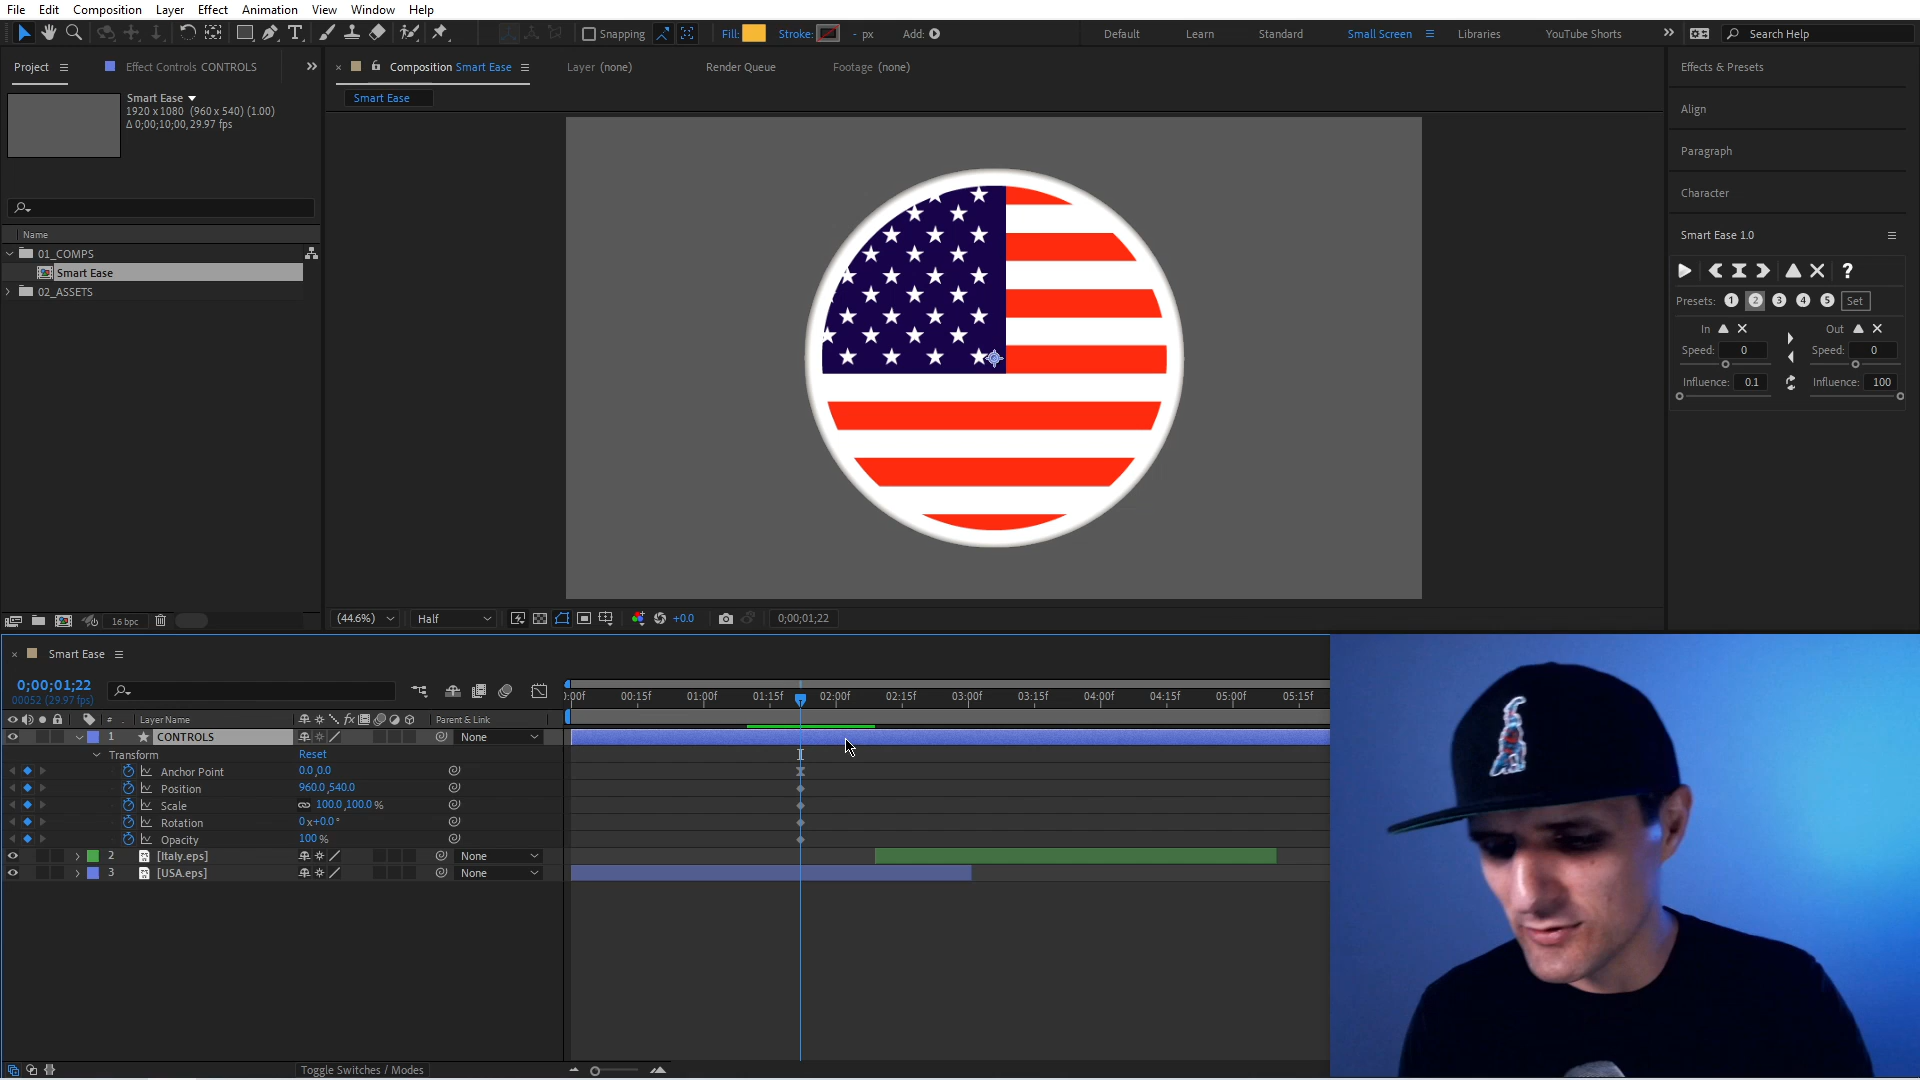 File Edit Composition Layer Effect Animation View Window Help
Snapping Fill: Stroke: - px Add: Default Learn Standard Small Screen Libraries YouTube Shorts Search Help
Project Effect Controls CONTROLS
Composition Smart Ease Layer (none) Render Queue Footage (none)
Smart Ease
Smart Ease
1920 x 1080 (960 x 540) (1.00)
Δ 0;00;10;00, 29.97 fps
Name
01_COMPS
Smart Ease
02_ASSETS
16 bpc
(44.6%) Half +0.0 0;00;01;22
Effects & Presets
Align
Paragraph
Character
Smart Ease 1.0
?
Presets: 1 2 3 4 5 Set
In Out
Speed: 0 Speed: 0
Influence: 0.1 Influence: 100
Smart Ease
0;00;01;22
00052 (29.97 fps)
:00f 00:15f 01:00f 01:15f 02:00f 02:15f 03:00f 03:15f 04:00f 04:15f 05:00f 05:15f
# Layer Name fx Parent & Link
1 CONTROLS None
Transform Reset
Anchor Point 0.0,0.0
Position 960.0,540.0
Scale 100.0,100.0%
Rotation 0x+0.0°
Opacity 100%
2 [Italy.eps] None
3 [USA.eps] None
Toggle Switches / Modes